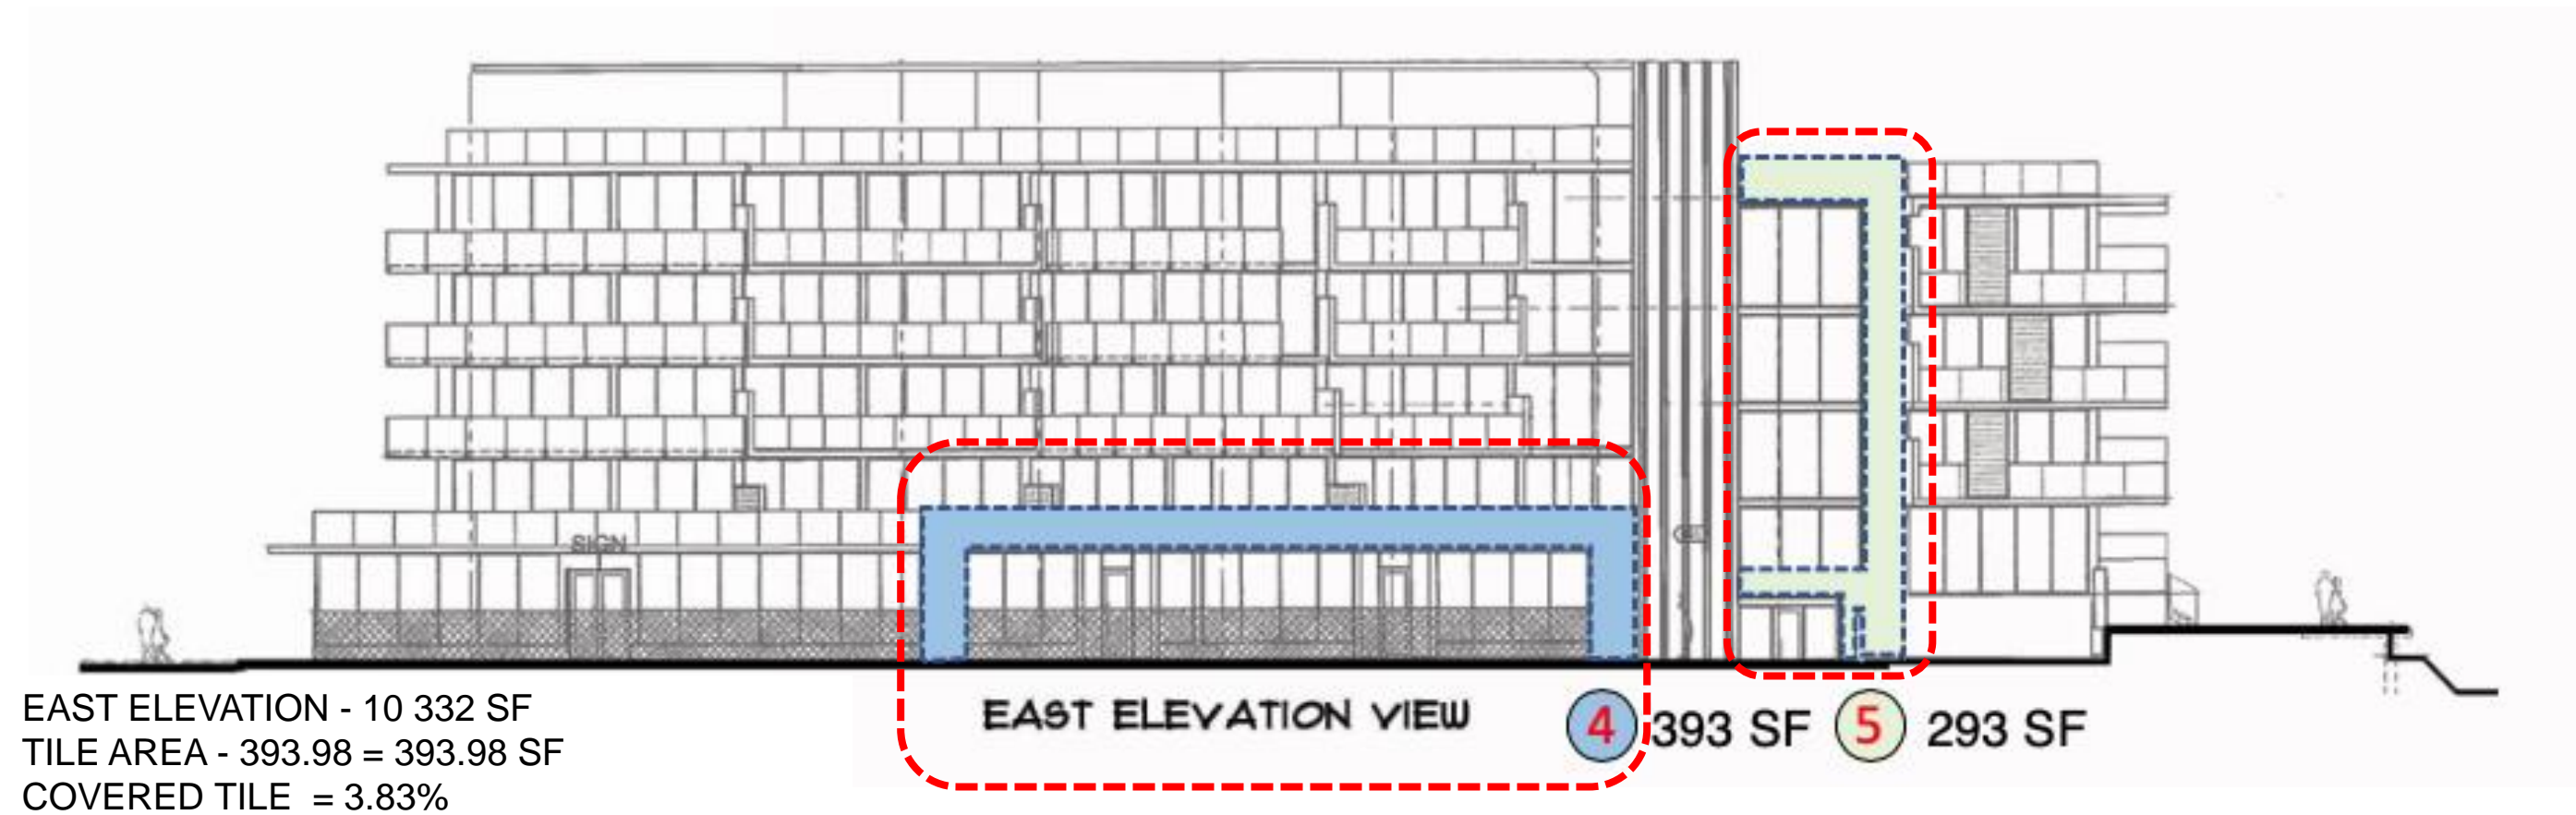 SIGN
EAST ELEVATION - 10 332 SF
TILE AREA - 393.98 = 393.98 SF
COVERED TILE = 3.83%
EAST ELEVATION VIEW
4 393 SF 5 293 SF